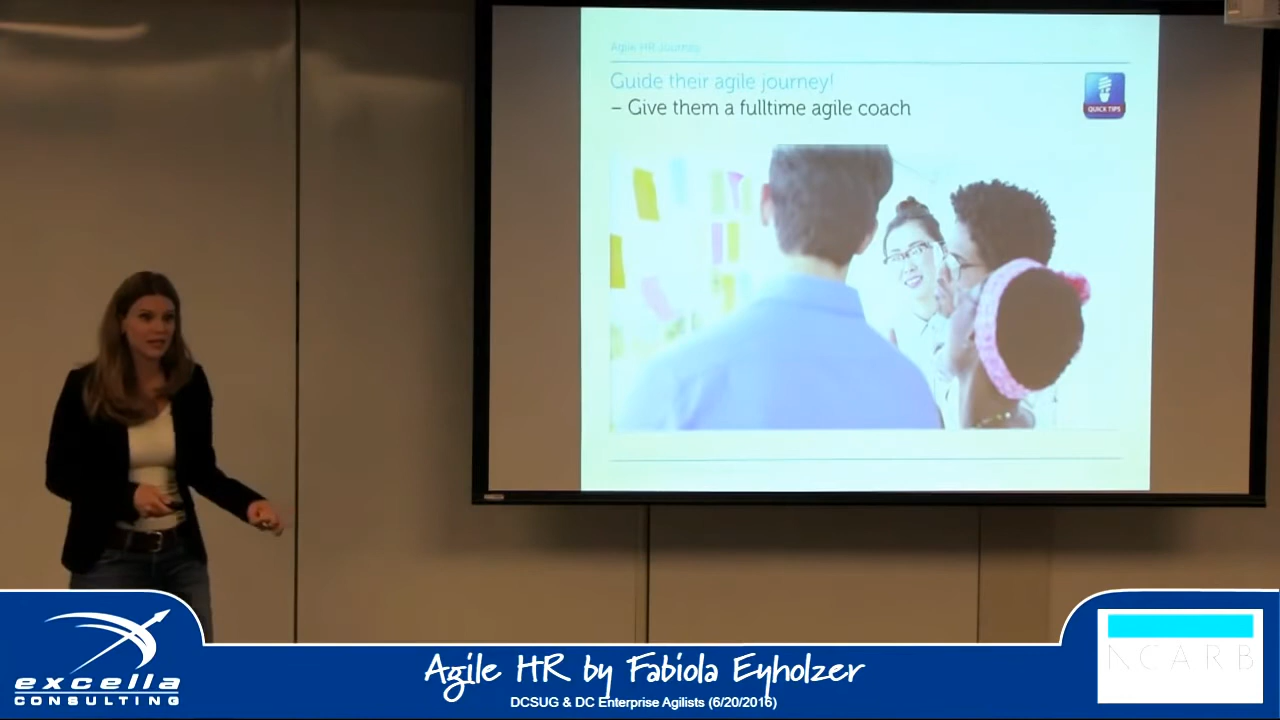 Agile HR Journey
Guide their agile journey!
– Give them a fulltime agile coach
QUICK TIPS
excella
CONSULTING
Agile HR by Fabiola Eyholzer
DCSUG & DC Enterprise Agilists (6/20/2016)
NCARB